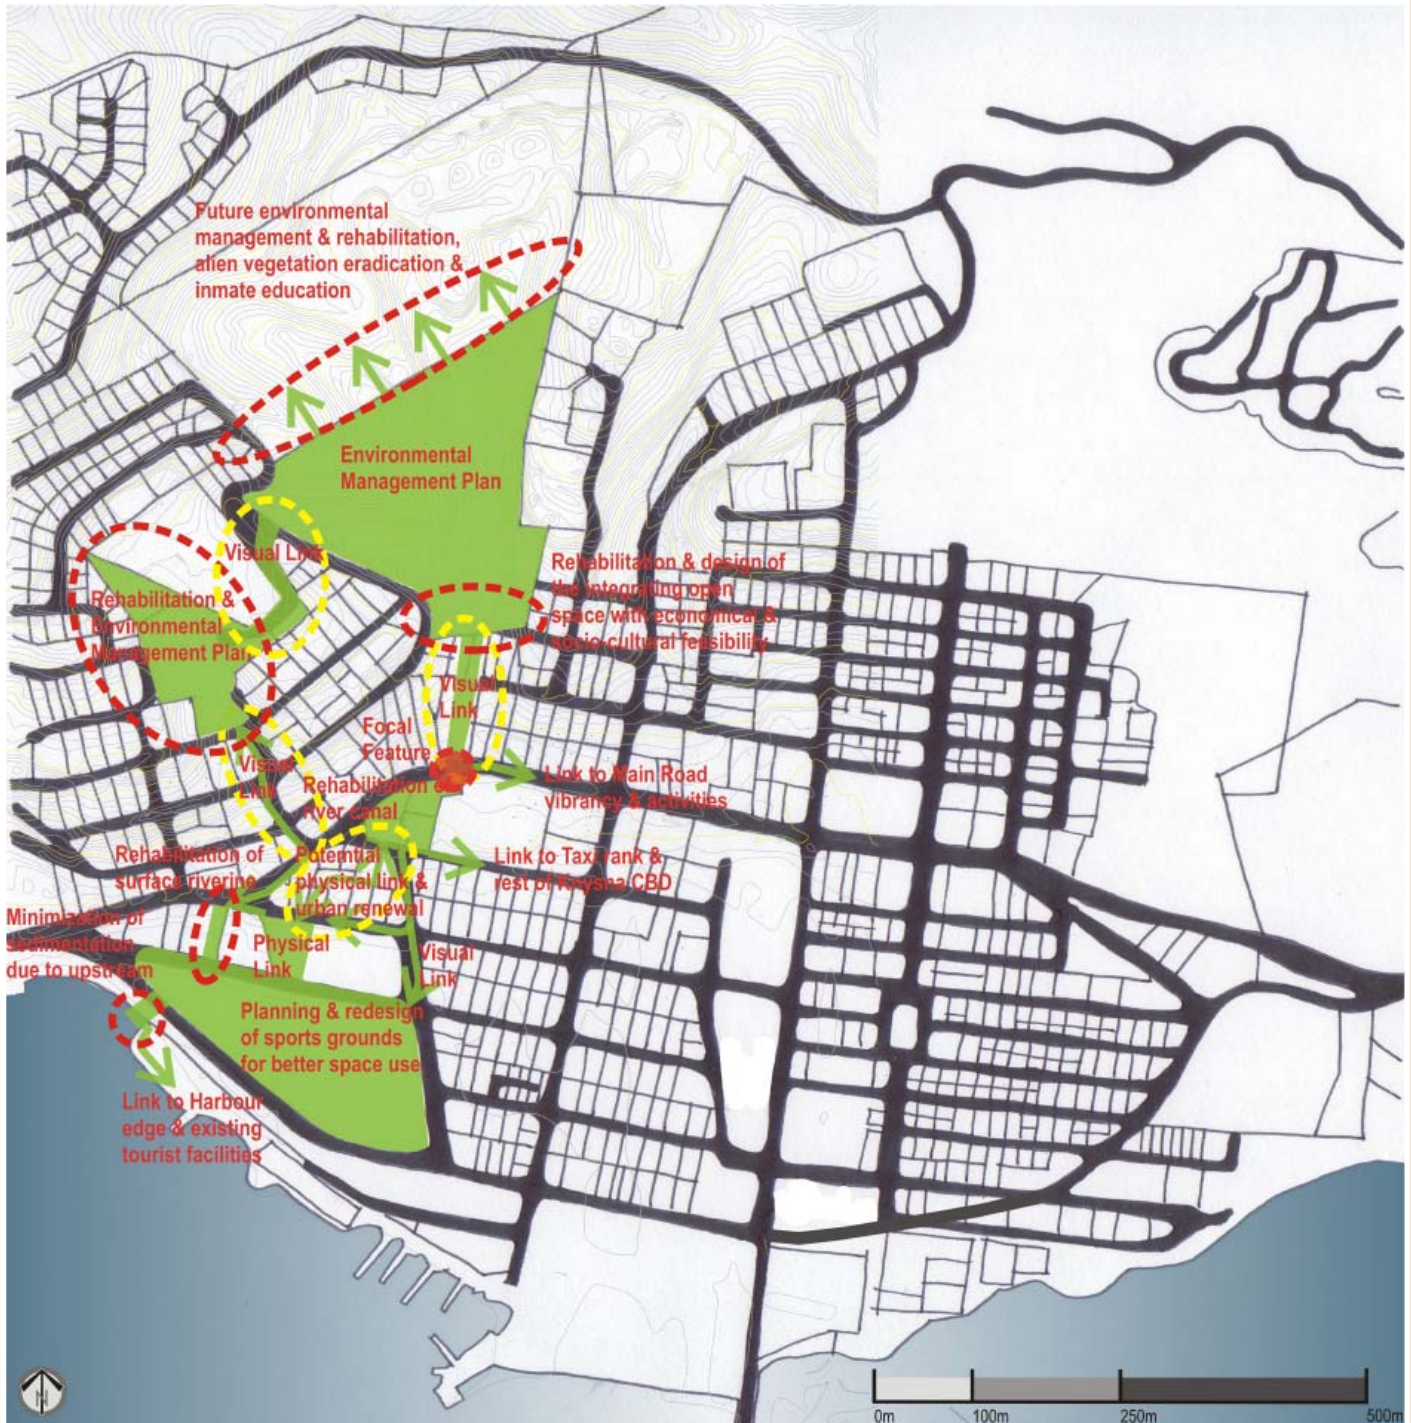 Future environmental
management & rehabilitation,
alien vegetation eradication &
inmate education
Environmental
Management Plan
Visual Link
Rehabilitation &
Environmental
Management Plan
Rehabilitation & design of
the integrating open
space with economical &
socio-cultural feasibility
Visual
Link
Focal
Feature
Visual
Link
Rehabilitation of
river canal
Link to Main Road
vibrancy & activities
Rehabilitation of
surface riverine
Potential
physical link &
urban renewal
Link to Taxi rank &
rest of Knysna CBD
Minimization of
sedimentation
due to upstream
Physical
Link
Visual
Link
Planning & redesign
of sports grounds
for better space use
Link to Harbour
edge & existing
tourist facilities
N
0m 100m 250m 500m